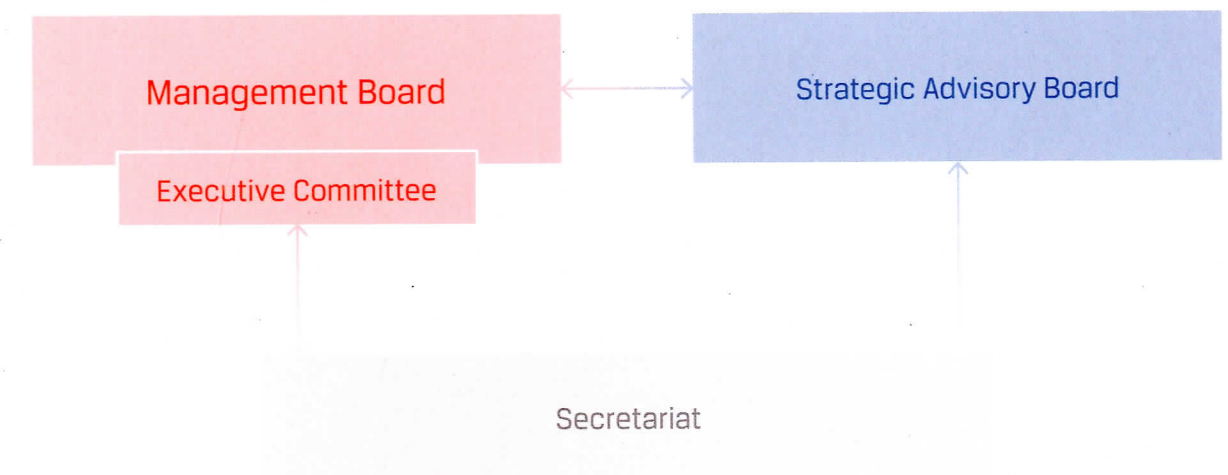 Management Board
Strategic Advisory Board
Executive Committee
Secretariat